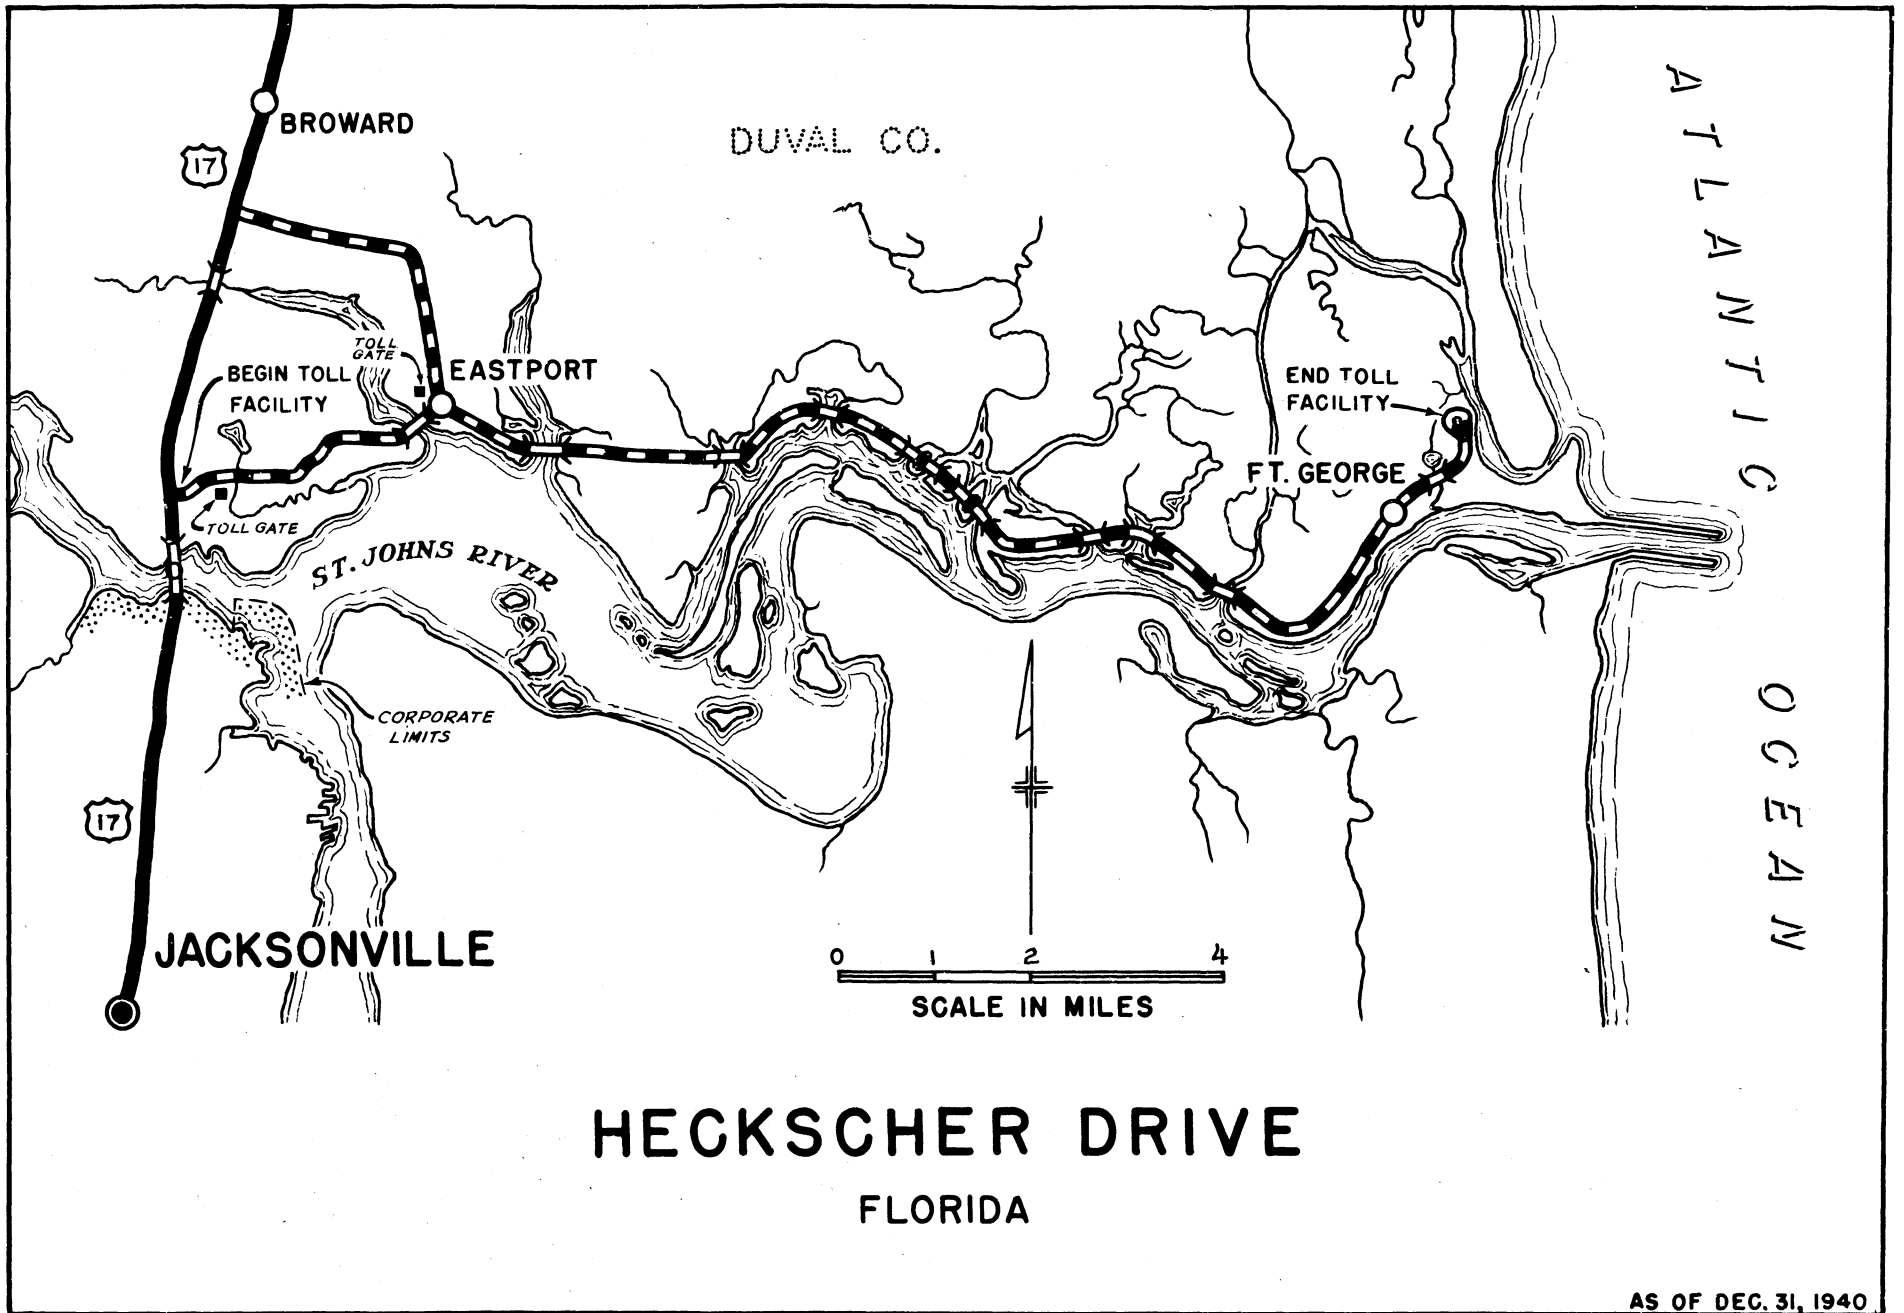 BROWARD
17
DUVAL CO.
ATLANTIC
OCEAN
TOLL
GATE
EASTPORT
BEGIN TOLL
FACILITY
END TOLL
FACILITY
FT. GEORGE
TOLL GATE
ST. JOHNS RIVER
CORPORATE
LIMITS
17
JACKSONVILLE
0 1 2 4
SCALE IN MILES
HECKSCHER DRIVE
FLORIDA
AS OF DEC. 31, 1940